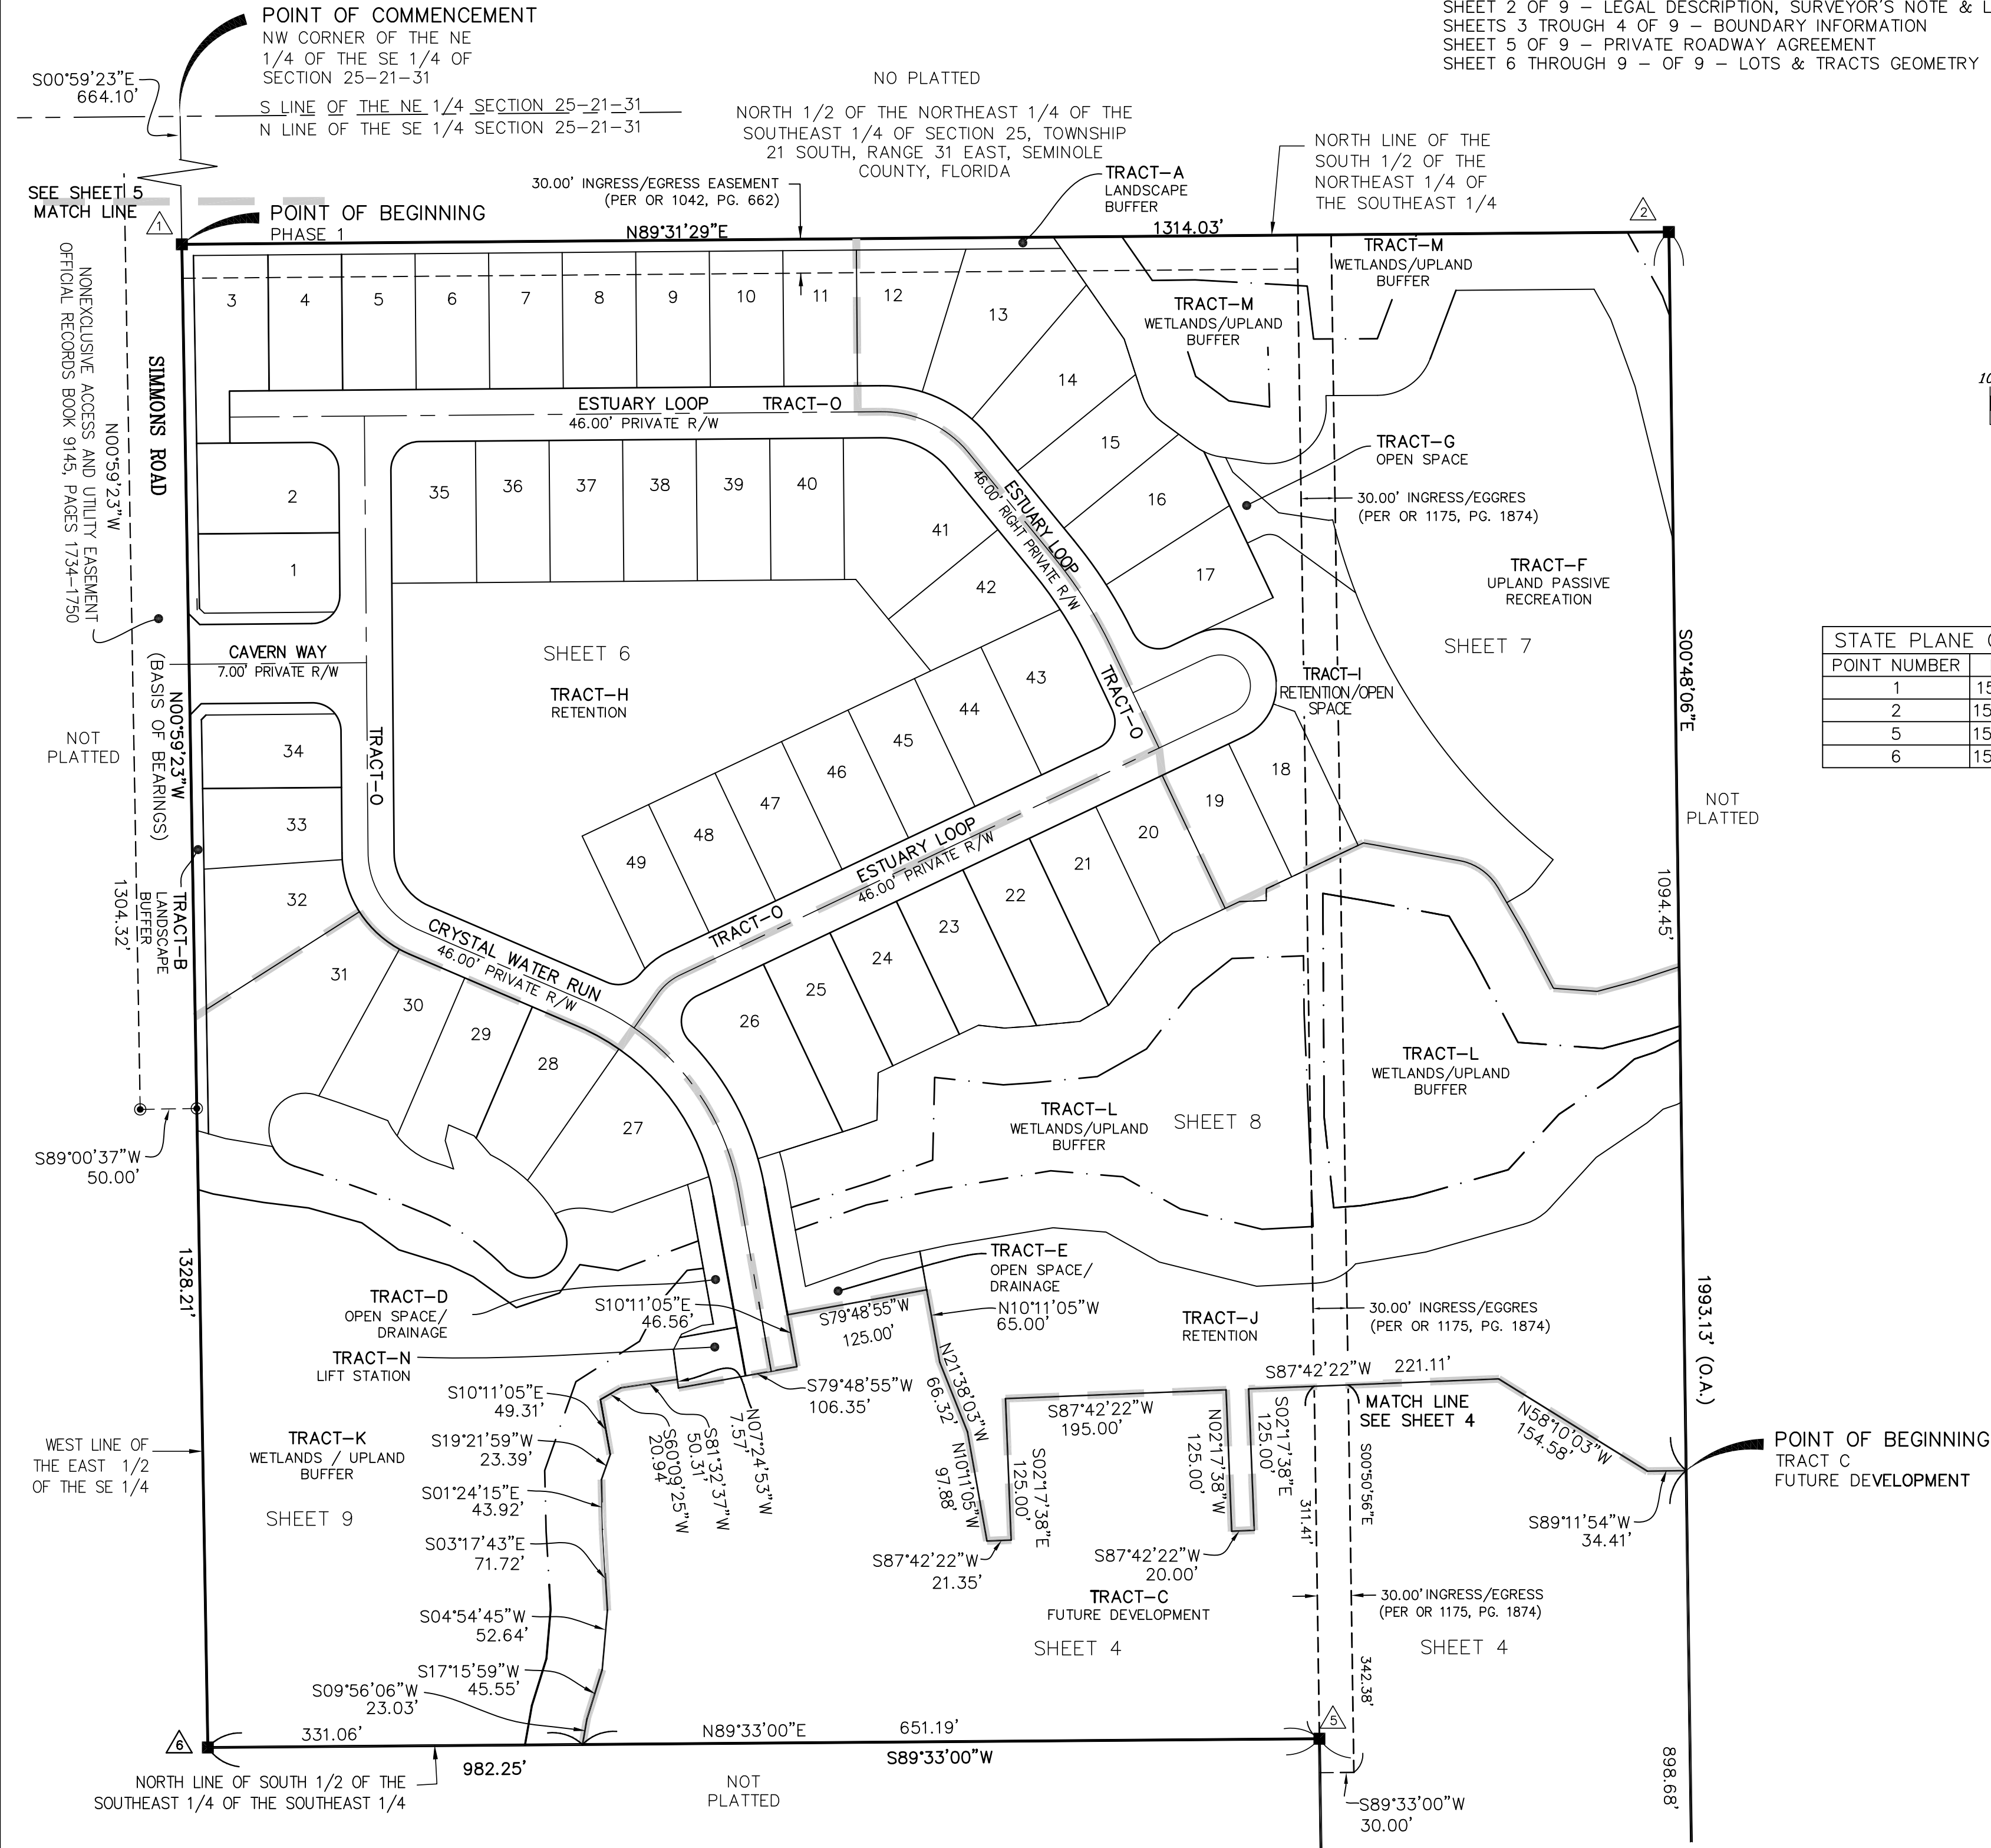 SHEET 2 OF 9 – LEGAL DESCRIPTION, SURVEYOR'S NOTE & L
SHEETS 3 TROUGH 4 OF 9 – BOUNDARY INFORMATION
SHEET 5 OF 9 – PRIVATE ROADWAY AGREEMENT
SHEET 6 THROUGH 9 – OF 9 – LOTS & TRACTS GEOMETRY
POINT OF COMMENCEMENT
NW CORNER OF THE NE
1/4 OF THE SE 1/4 OF
SECTION 25-21-31
S00°59'23"E
664.10'
S LINE OF THE NE 1/4 SECTION 25-21-31
N LINE OF THE SE 1/4 SECTION 25-21-31
NO PLATTED
NORTH 1/2 OF THE NORTHEAST 1/4 OF THE
SOUTHEAST 1/4 OF SECTION 25, TOWNSHIP
21 SOUTH, RANGE 31 EAST, SEMINOLE
COUNTY, FLORIDA
NORTH LINE OF THE
SOUTH 1/2 OF THE
NORTHEAST 1/4 OF
THE SOUTHEAST 1/4
30.00' INGRESS/EGRESS EASEMENT
(PER OR 1042, PG. 662)
TRACT-A
LANDSCAPE
BUFFER
SEE SHEET 5
MATCH LINE
1
POINT OF BEGINNING
PHASE 1
N89°31'29"E
1314.03'
2
TRACT-M
WETLANDS/UPLAND
BUFFER
TRACT-M
WETLANDS/UPLAND
BUFFER
3
4
5
6
7
8
9
10
11
12
13
14
15
16
17
ESTUARY LOOP
46.00' PRIVATE R/W
TRACT-O
ESTUARY LOOP
46.00' RIGHT PRIVATE R/W
TRACT-O
TRACT-G
OPEN SPACE
30.00' INGRESS/EGGRES
(PER OR 1175, PG. 1874)
TRACT-F
UPLAND PASSIVE
RECREATION
SHEET 7
SIMMONS ROAD
NONEXCLUSIVE ACCESS AND UTILITY EASEMENT
OFFICIAL RECORDS BOOK 9145, PAGES 1734-1750
N00°59'23"W
2
1
35
36
37
38
39
40
41
42
43
44
45
46
47
48
49
CAVERN WAY
7.00' PRIVATE R/W
SHEET 6
TRACT-H
RETENTION
TRACT-I
RETENTION/OPEN
SPACE
S00°48'06"E
10
STATE PLANE C
POINT NUMBER
1
15
2
15
5
15
6
15
N00°59'23"W
(BASIS OF BEARINGS)
NOT
PLATTED
TRACT-O
34
33
32
31
30
29
28
27
26
25
24
23
22
21
20
19
18
NOT
PLATTED
TRACT-B
LANDSCAPE
BUFFER
1304.32'
1094.45'
ESTUARY LOOP
46.00' PRIVATE R/W
TRACT-O
CRYSTAL WATER RUN
46.00' PRIVATE R/W
TRACT-L
WETLANDS/UPLAND
BUFFER
TRACT-L
WETLANDS/UPLAND
BUFFER
SHEET 8
S89°00'37"W
50.00'
1328.21'
TRACT-D
OPEN SPACE/
DRAINAGE
TRACT-N
LIFT STATION
S10°11'05"E
46.56'
TRACT-E
OPEN SPACE/
DRAINAGE
S79°48'55"W
125.00'
N10°11'05"W
65.00'
TRACT-J
RETENTION
30.00' INGRESS/EGGRES
(PER OR 1175, PG. 1874)
1993.13' (O.A.)
S10°11'05"E
49.31'
S19°21'59"W
23.39'
S01°24'15"E
43.92'
S03°17'43"E
71.72'
S04°54'45"W
52.64'
S17°15'59"W
45.55'
S09°56'06"W
23.03'
S60°09'25"W
20.94'
S81°32'37"W
50.31'
N07°24'53"W
7.57'
S79°48'55"W
106.35'
N21°38'03"W
66.32'
N10°11'05"W
97.88'
S87°42'22"W
21.35'
S02°17'38"E
125.00'
S87°42'22"W
195.00'
N02°17'38"W
125.00'
S87°42'22"W
20.00'
S02°17'38"E
125.00'
S87°42'22"W 221.11'
MATCH LINE
SEE SHEET 4
N58°10'03"W
154.58'
S89°11'54"W
34.41'
POINT OF BEGINNING
TRACT C
FUTURE DEVELOPMENT
WEST LINE OF
THE EAST 1/2
OF THE SE 1/4
TRACT-K
WETLANDS / UPLAND
BUFFER
SHEET 9
311.41'
S00°50'56"E
342.38'
30.00' INGRESS/EGRESS
(PER OR 1175, PG. 1874)
TRACT-C
FUTURE DEVELOPMENT
SHEET 4
SHEET 4
6
331.06'
N89°33'00"E
651.19'
5
982.25'
S89°33'00"W
NORTH LINE OF SOUTH 1/2 OF THE
SOUTHEAST 1/4 OF THE SOUTHEAST 1/4
NOT
PLATTED
S89°33'00"W
30.00'
898.68'